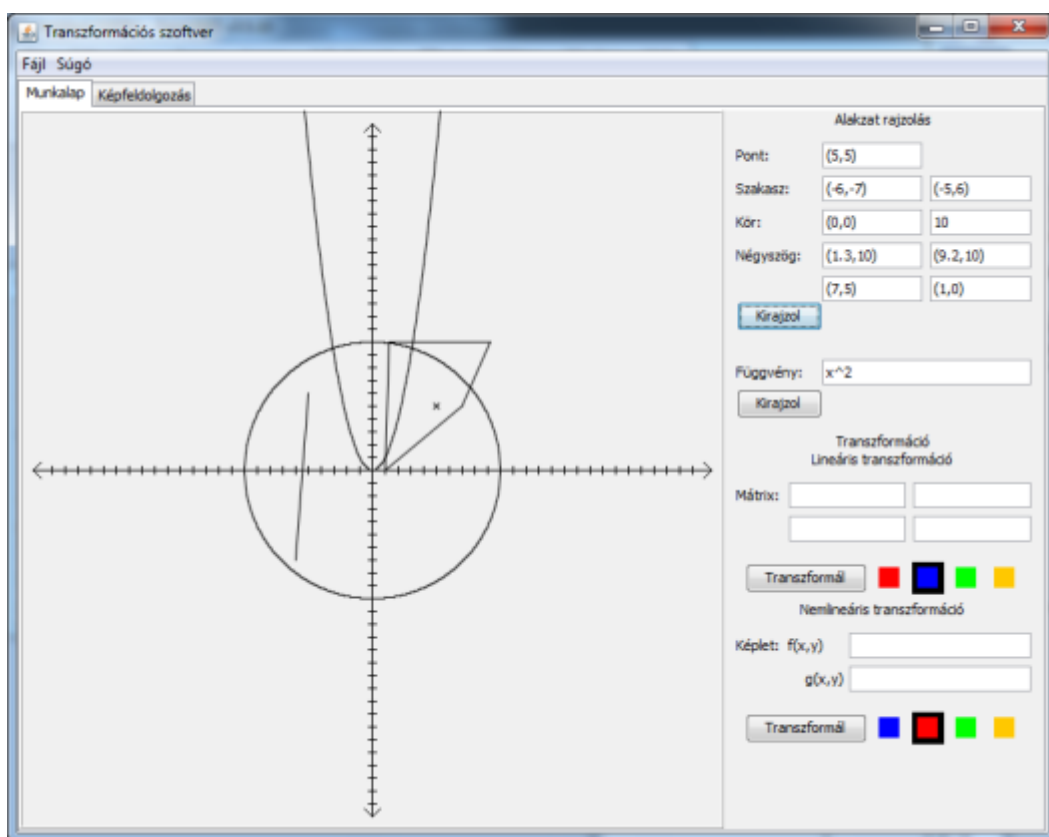 Transzformációs szoftver
Fájl Súgó
Munkalap Képfeldolgozás
Alakzat rajzolás
Pont: (5,5)
Szakasz: (-6,-7) (-5,6)
Kör: (0,0) 10
Négyszög: (1.3,10) (9.2,10)
(7,5) (1,0)
Kirajzol
Függvény: x^2
Kirajzol
Transzformáció
Lineáris transzformáció
Mátrix:
Transzformál
Nemlineáris transzformáció
Képlet: f(x,y)
g(x,y)
Transzformál